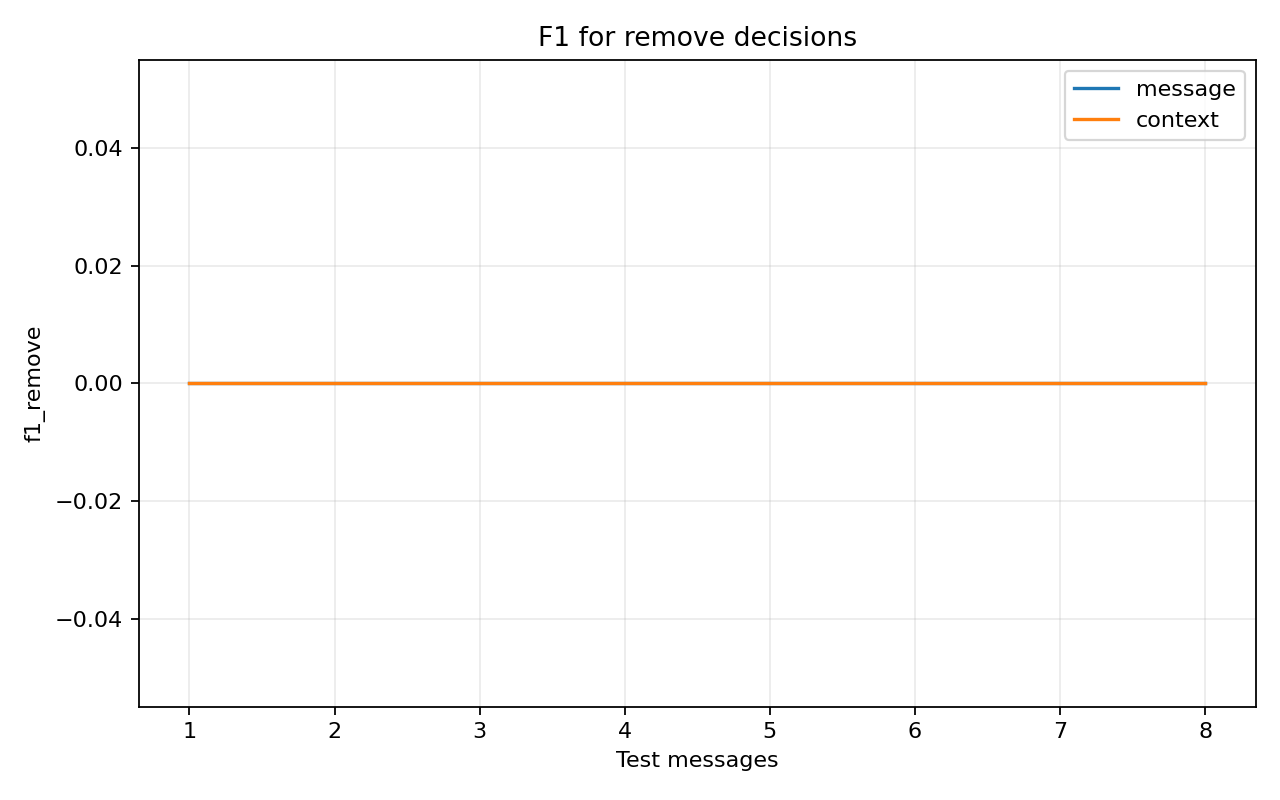 F1 for remove decisions
message
context
0.04
0.02
0.00
−0.02
−0.04
f1_remove
1 2 3 4 5 6 7 8
Test messages